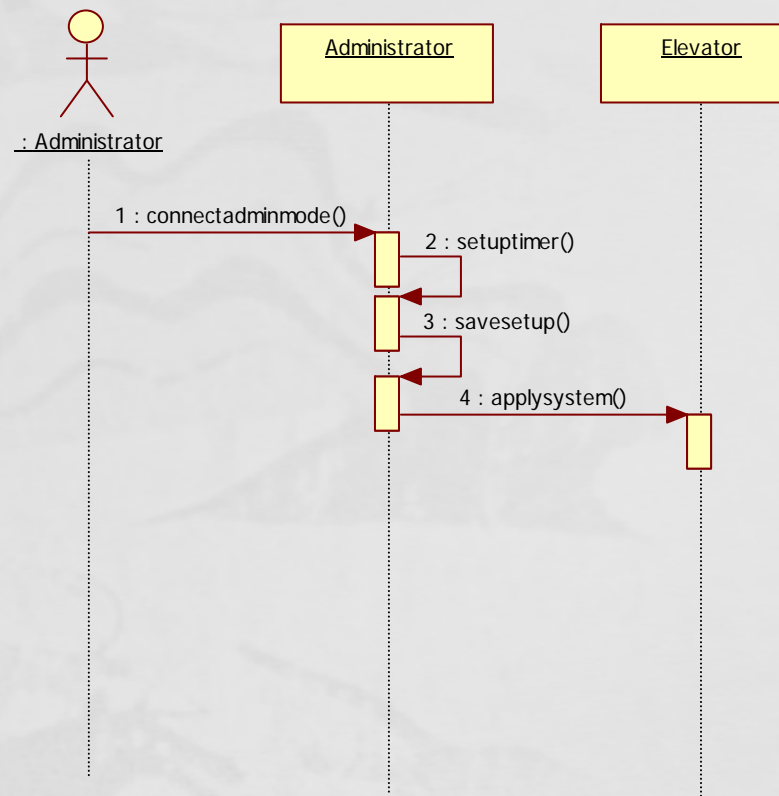 Administrator
Elevator
: Administrator
1 : connectadminmode()
2 : setuptimer()
3 : savesetup()
4 : applysystem()